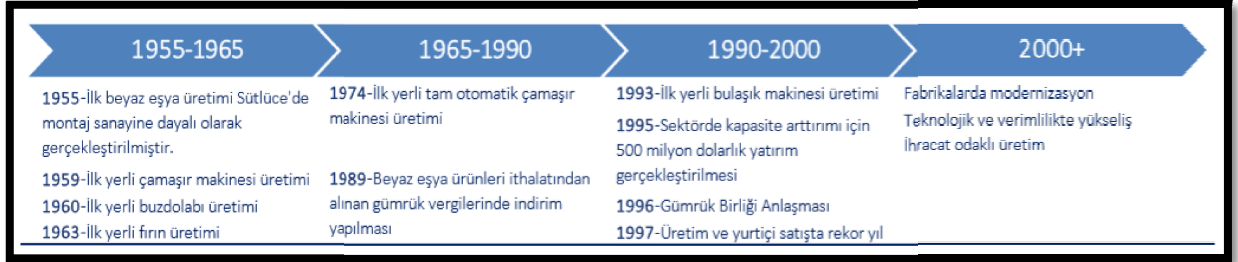 1955-1965
1955-İlk beyaz eşya üretimi Sütlüce'de
montaj sanayine dayalı olarak
gerçekleştirilmiştir.
1959-İlk yerli çamaşır makinesi üretimi
1960-İlk yerli buzdolabı üretimi
1963-İlk yerli fırın üretimi
1965-1990
1974-İlk yerli tam otomatik çamaşır
makinesi üretimi
1989-Beyaz eşya ürünleri ithalatından
alınan gümrük vergilerinde indirim
yapılması
1990-2000
1993-İlk yerli bulaşık makinesi üretimi
1995-Sektörde kapasite arttırımı için
500 milyon dolarlık yatırım
gerçekleştirilmesi
1996-Gümrük Birliği Anlaşması
1997-Üretim ve yurtiçi satışta rekor yıl
2000+
Fabrikalarda modernizasyon
Teknolojik ve verimlilikte yükseliş
İhracat odaklı üretim